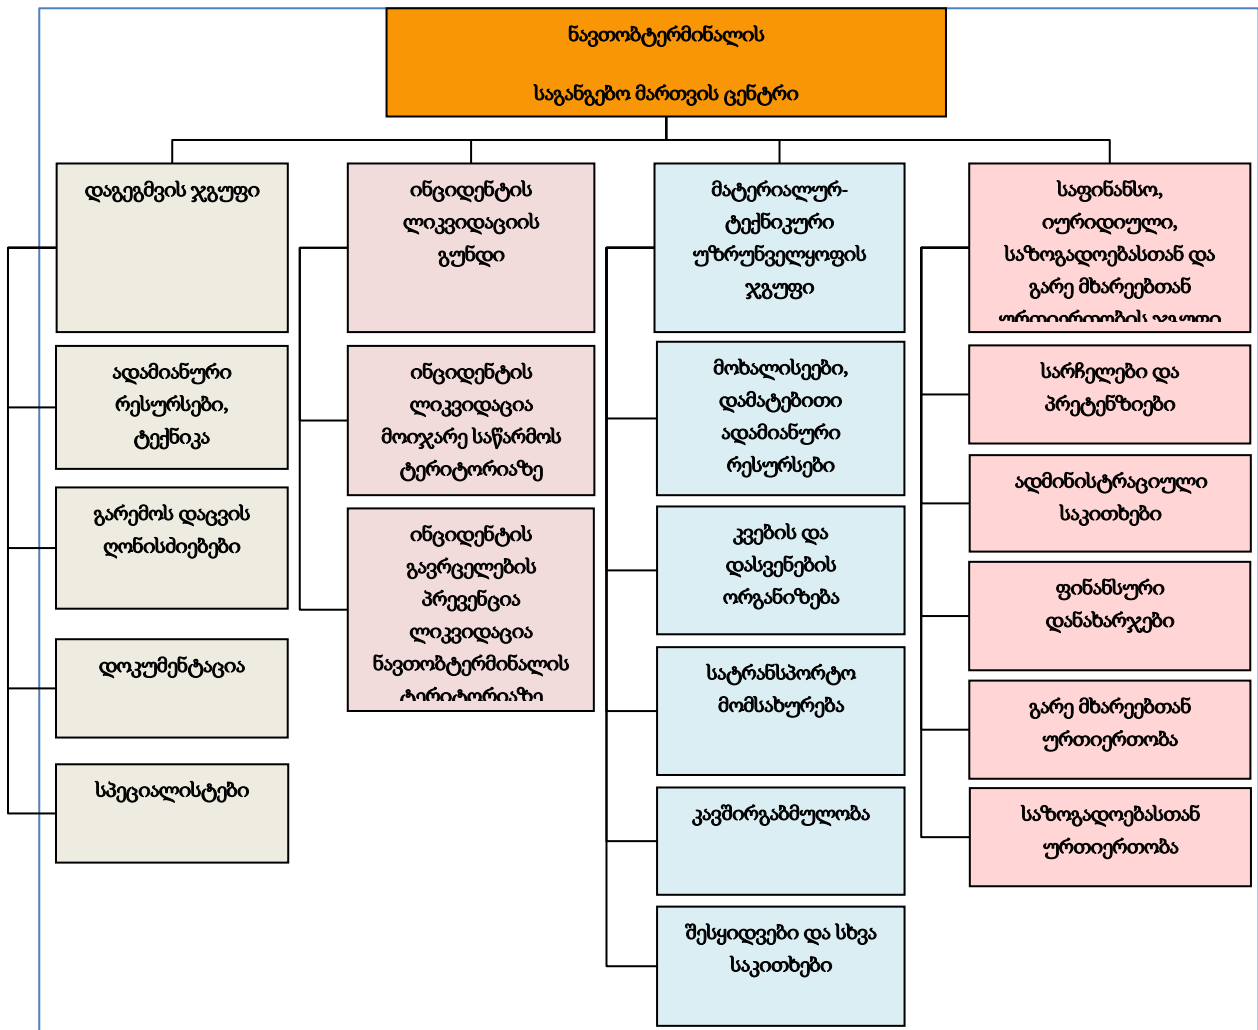 ნავთობტერმინალის
საგანგებო მართვის ცენტრი
დაგეგმვის ჯგუფი
ადამიანური
რესურსები,
ტექნიკა
გარემოს დაცვის
ღონისძიებები
დოკუმენტაცია
სპეციალისტები
ინციდენტის
ლიკვიდაციის
გუნდი
ინციდენტის
ლიკვიდაცია
მოიჯარე საწარმოს
ტერიტორიაზე
ინციდენტის
გავრცელების
პრევენცია
ლიკვიდაცია
ნავთობტერმინალის
ტერიტორიაზე
მატერიალურ-
ტექნიკური
უზრუნველყოფის
ჯგუფი
მოხალისეები,
დამატებითი
ადამიანური
რესურსები
კვების და
დასვენების
ორგანიზება
სატრანსპორტო
მომსახურება
კავშირგაბმულობა
შესყიდვები და სხვა
საკითხები
საფინანსო,
იურიდიული,
საზოგადოებასთან და
გარე მხარეებთან
ურთიერთობის ჯგუფი
სარჩელები და
პრეტენზიები
ადმინისტრაციული
საკითხები
ფინანსური
დანახარჯები
გარე მხარეებთან
ურთიერთობა
საზოგადოებასთან
ურთიერთობა